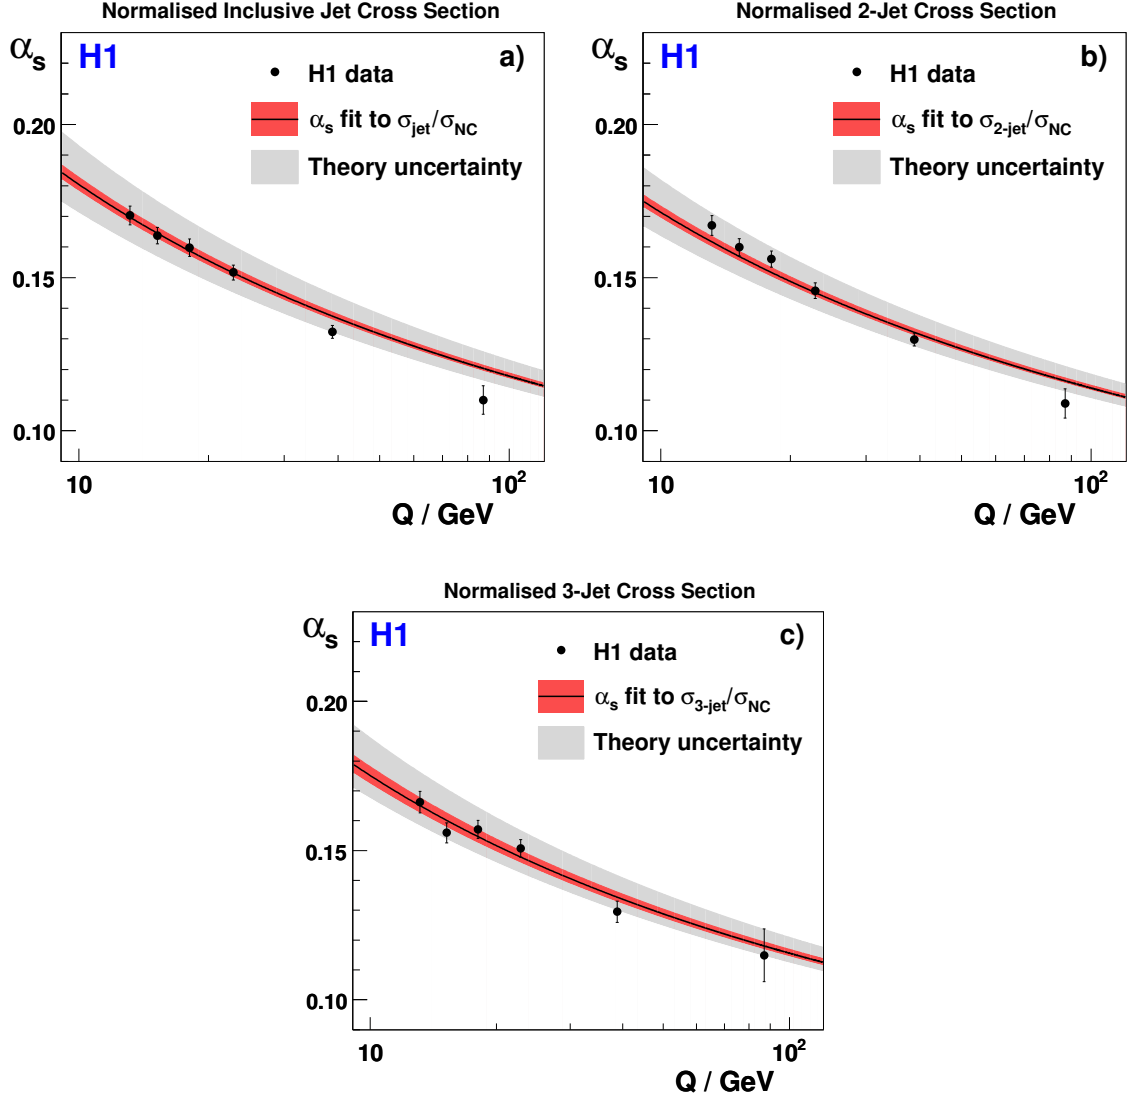 Normalised Inclusive Jet Cross Section
αs
H1
a)
H1 data
αs fit to σjet/σNC
Theory uncertainty
0.20
0.15
0.10
10
10²
Q / GeV
Normalised 2-Jet Cross Section
αs
H1
b)
H1 data
αs fit to σ2-jet/σNC
Theory uncertainty
0.20
0.15
0.10
10
10²
Q / GeV
Normalised 3-Jet Cross Section
αs
H1
c)
H1 data
αs fit to σ3-jet/σNC
Theory uncertainty
0.20
0.15
0.10
10
10²
Q / GeV